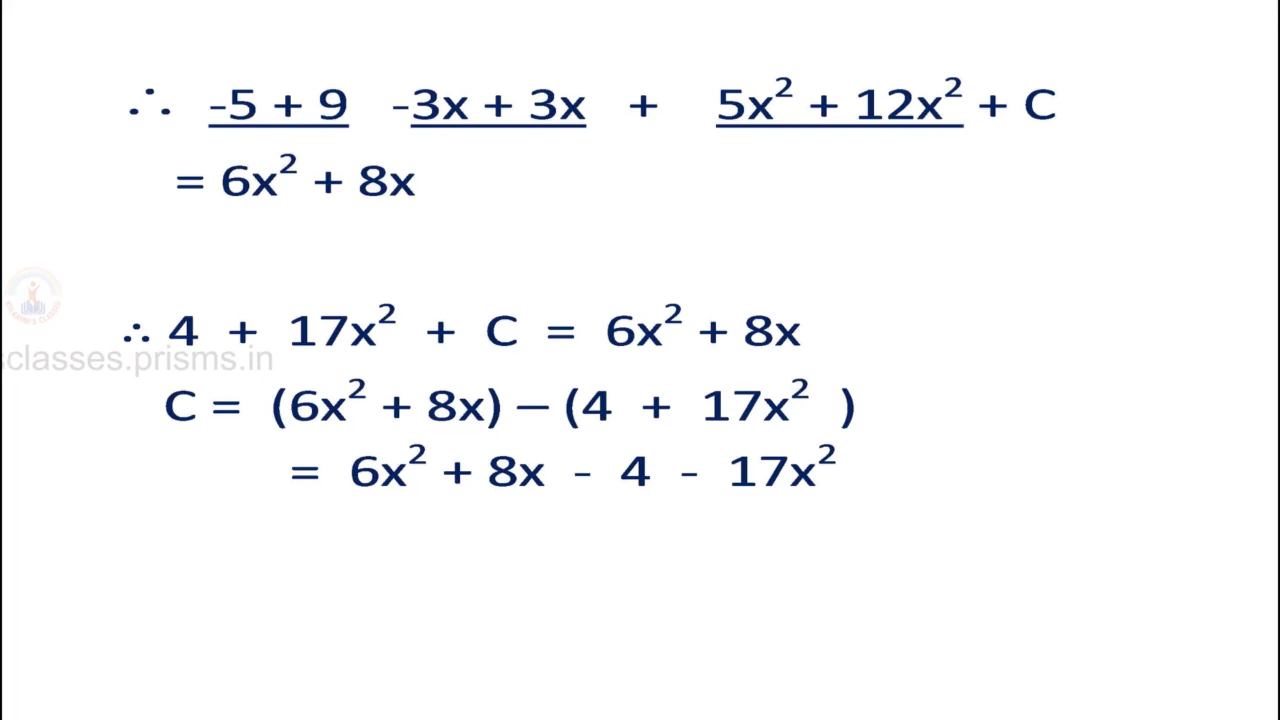 ∴ -5 + 9 -3x + 3x + 5x² + 12x² + C
= 6x² + 8x
∴ 4 + 17x² + C = 6x² + 8x
sclasses.prisms.in
C = (6x² + 8x) – (4 + 17x² )
= 6x² + 8x - 4 - 17x²